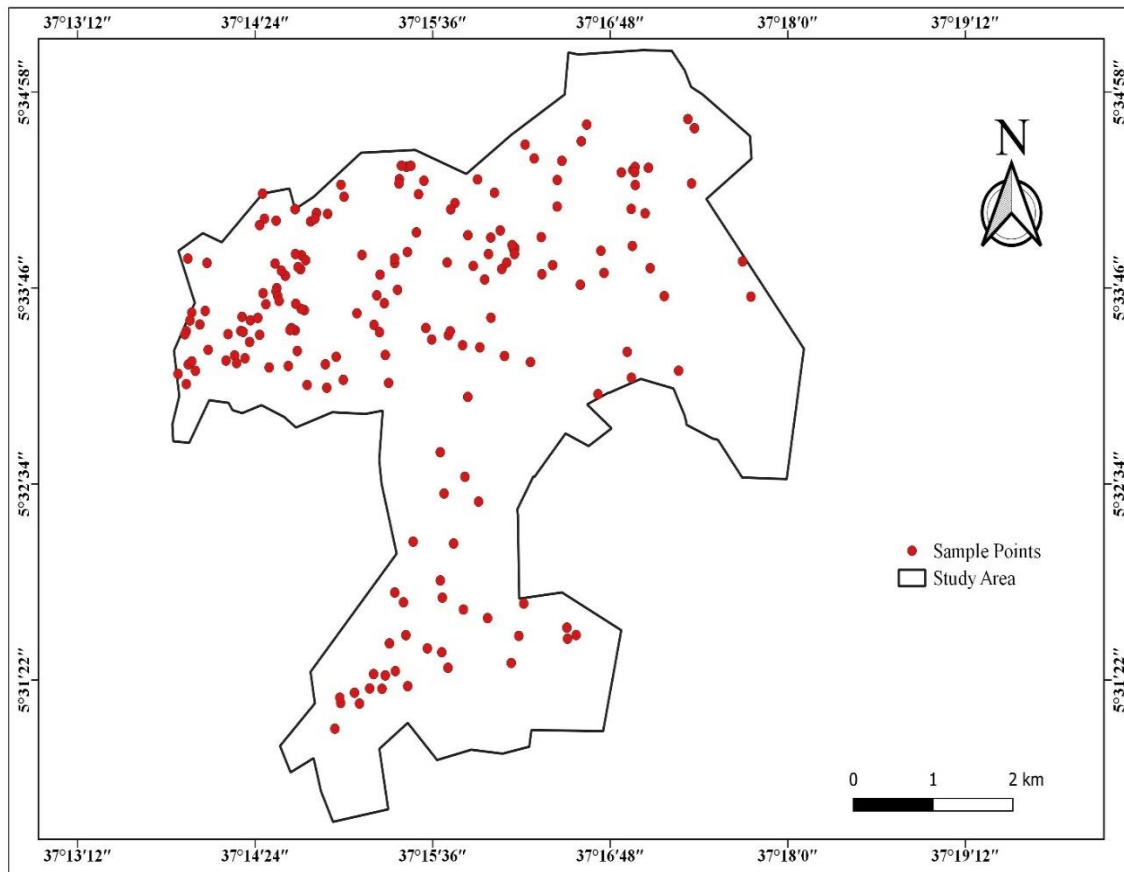 37°13′12″ 37°14′24″ 37°15′36″ 37°16′48″ 37°18′0″ 37°19′12″
5°34′58″ 5°34′58″
N
5°33′46″ 5°33′46″
5°32′34″ 5°32′34″
Sample Points
Study Area
5°31′22″ 5°31′22″
0 1 2 km
37°13′12″ 37°14′24″ 37°15′36″ 37°16′48″ 37°18′0″ 37°19′12″